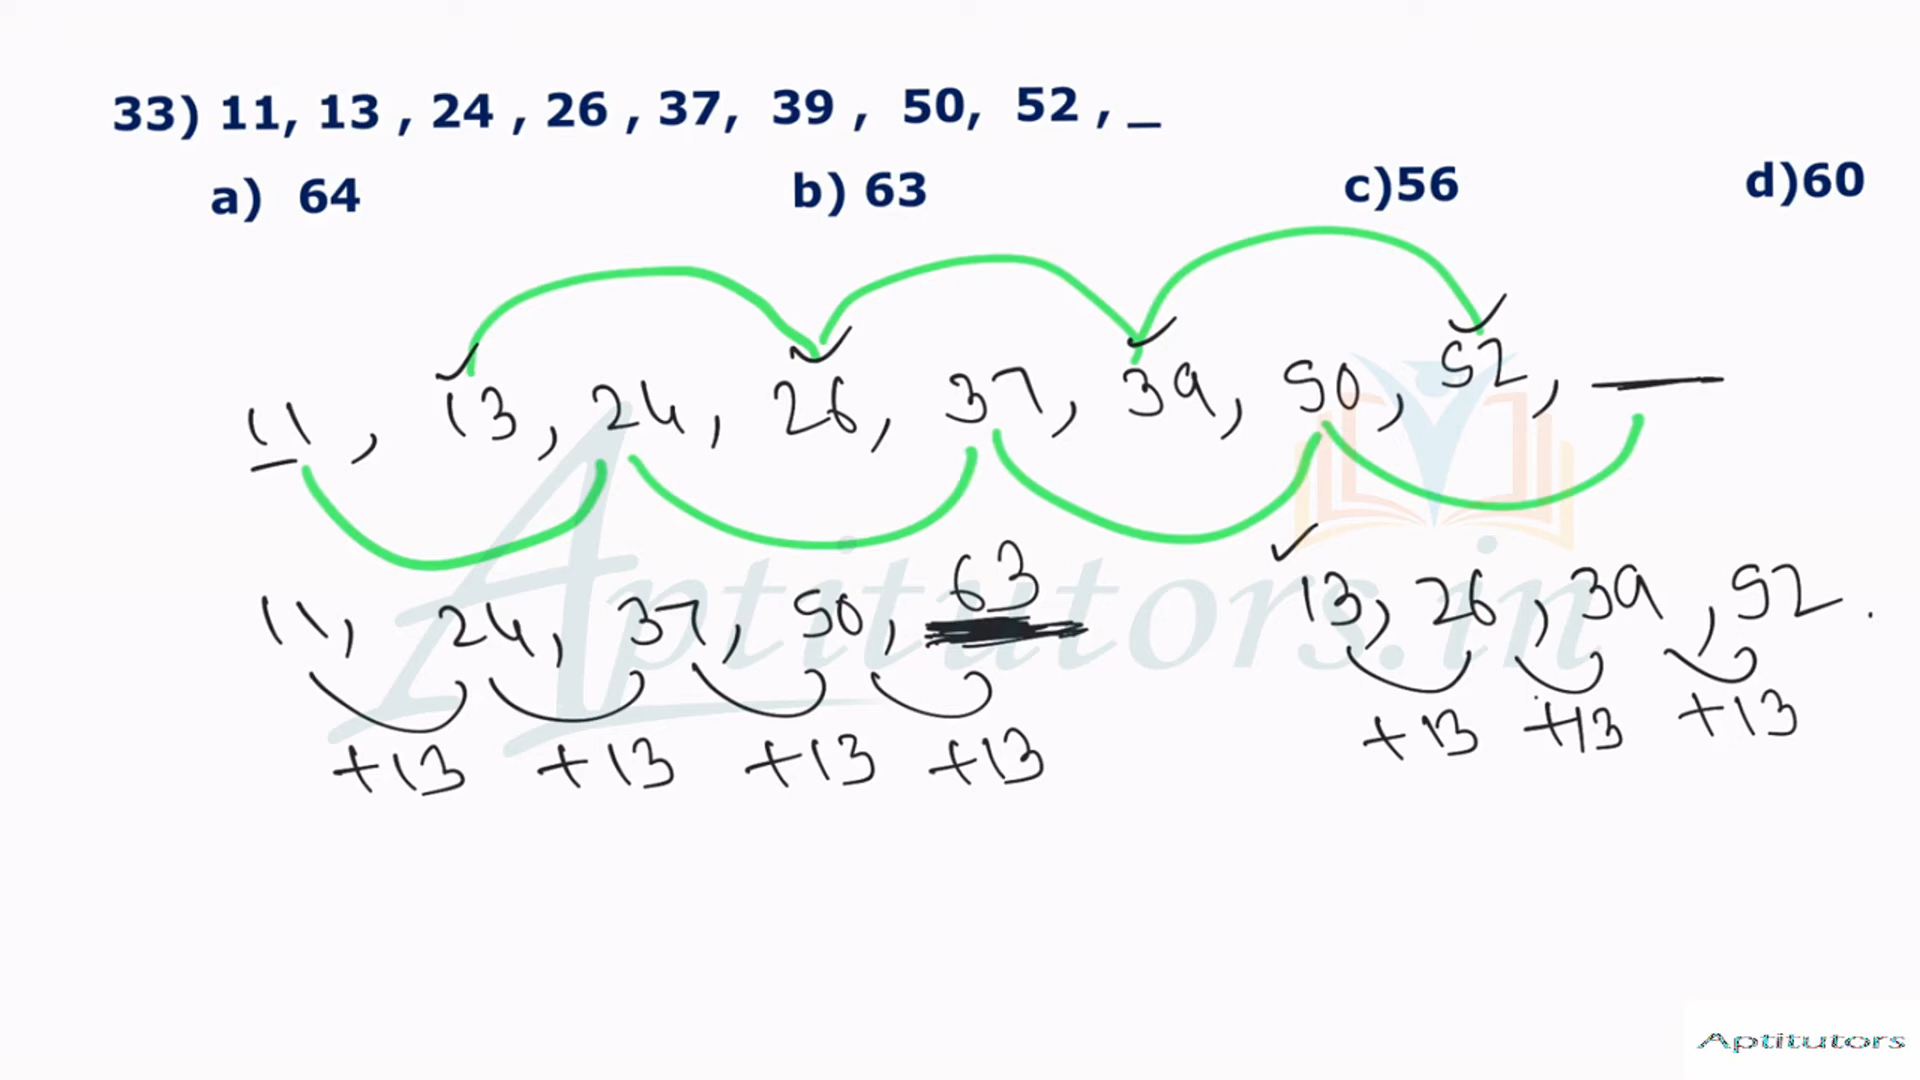 33) 11, 13 , 24 , 26 , 37, 39 , 50, 52 , _
a) 64 b) 63 c)56 d)60
11 , 13 , 24 , 26 , 37 , 39 , 50 , 52 , __
11, 24 , 37 , 50 , 63 13, 26 , 39 , 52 .
+13 +13 +13 +13 +13 +13 +13
Aptitutors.in
Aptitutors